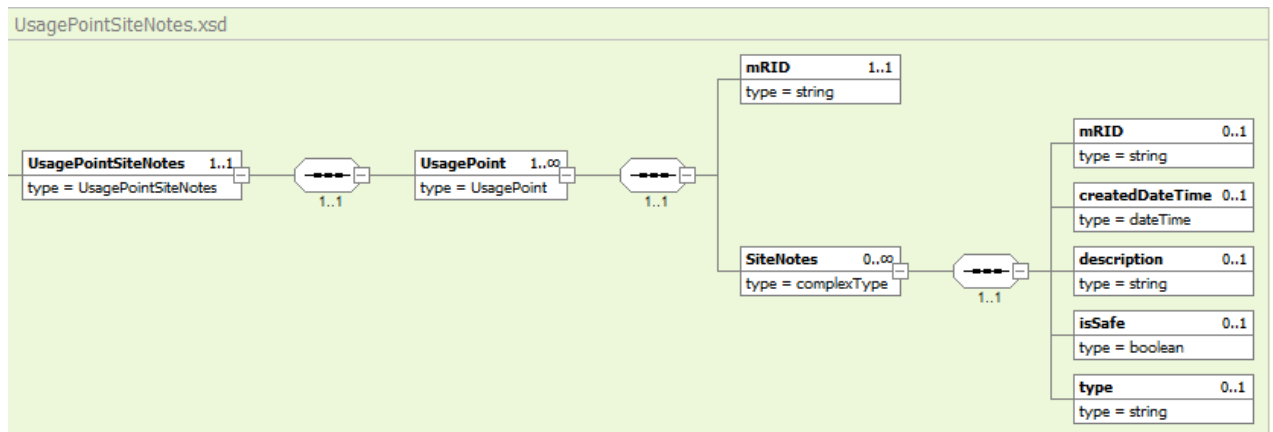 UsagePointSiteNotes.xsd
mRID 1..1
type = string
UsagePointSiteNotes 1..1
type = UsagePointSiteNotes
1..1
UsagePoint 1..∞
type = UsagePoint
1..1
SiteNotes 0..∞
type = complexType
1..1
mRID 0..1
type = string
createdDateTime 0..1
type = dateTime
description 0..1
type = string
isSafe 0..1
type = boolean
type 0..1
type = string